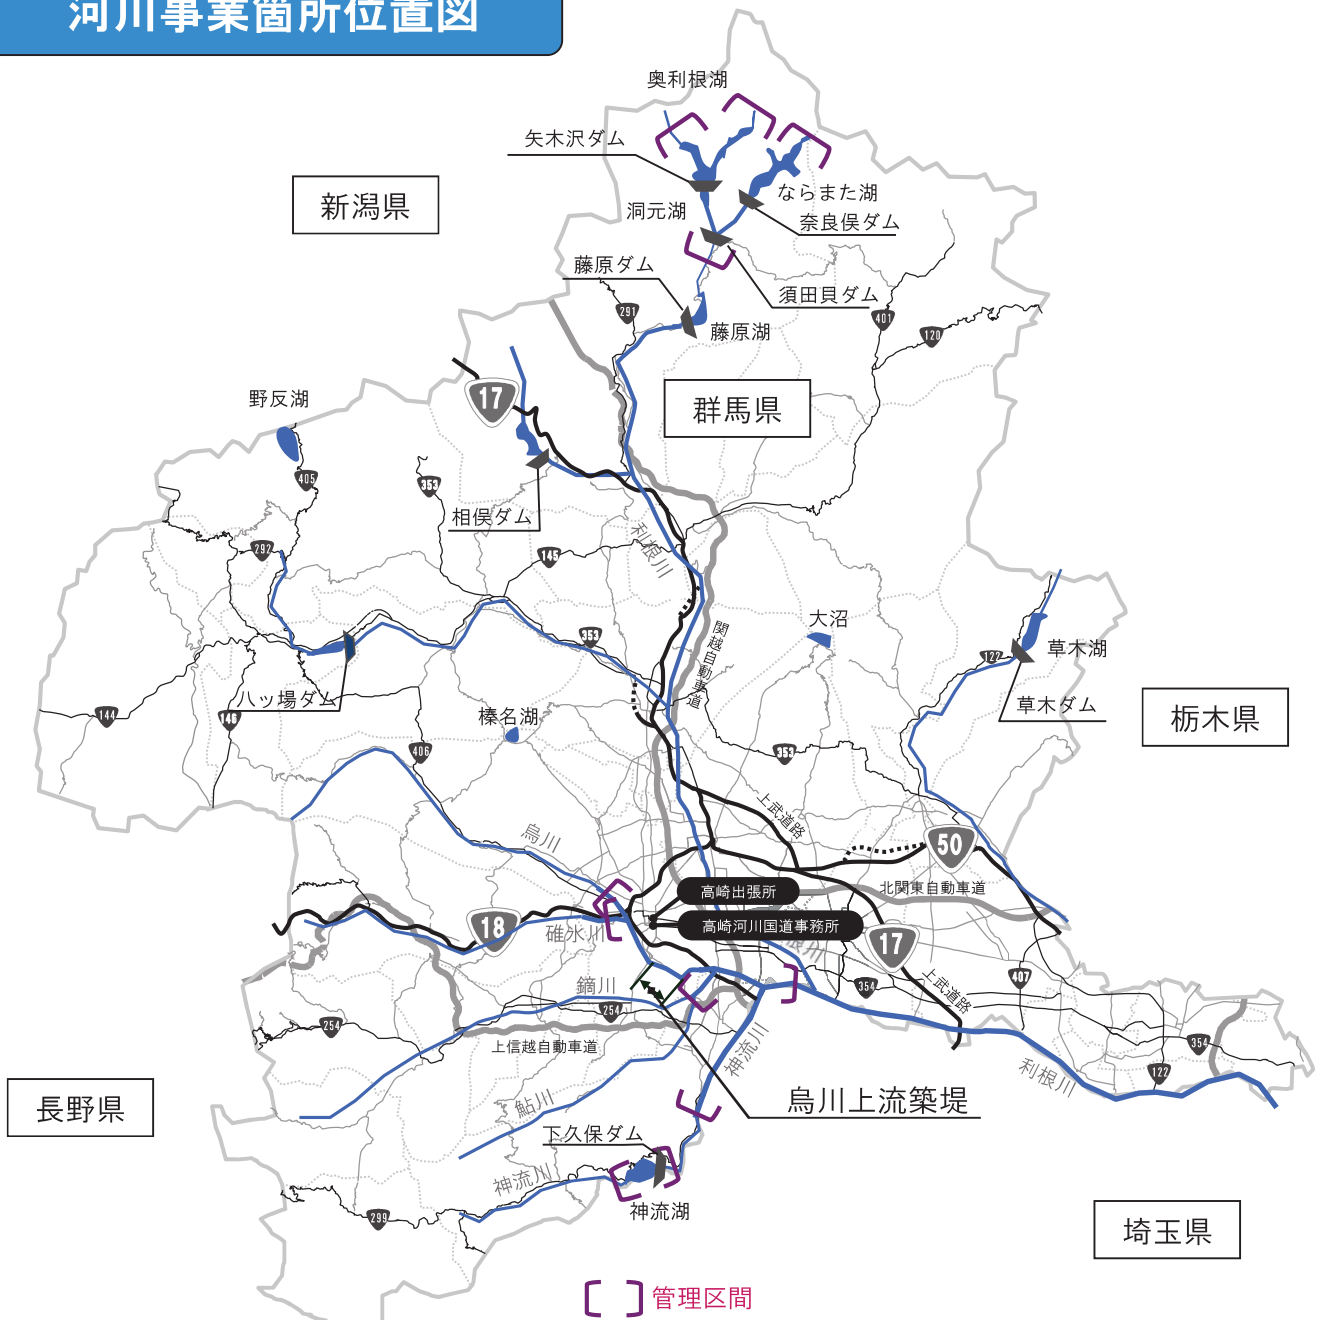 河川事業箇所位置図
奥利根湖
矢木沢ダム
ならまた湖
新潟県
洞元湖
奈良俣ダム
藤原ダム
須田貝ダム
291
401
藤原湖
120
野反湖
17
群馬県
405
353
相俣ダム
利根川
292
145
大沼
353
関越自動車道
122
草木湖
八ッ場ダム
草木ダム
144
146
榛名湖
栃木県
406
353
上武道路
烏川
50
高崎出張所
北関東自動車道
18
高崎河川国道事務所
碓氷川
17
根川
407
鏑川
354
上武道路
254
254
354
上信越自動車道
神流川
利根川
122
長野県
鮎川
烏川上流築堤
下久保ダム
神流川
神流湖
299
埼玉県
管理区間